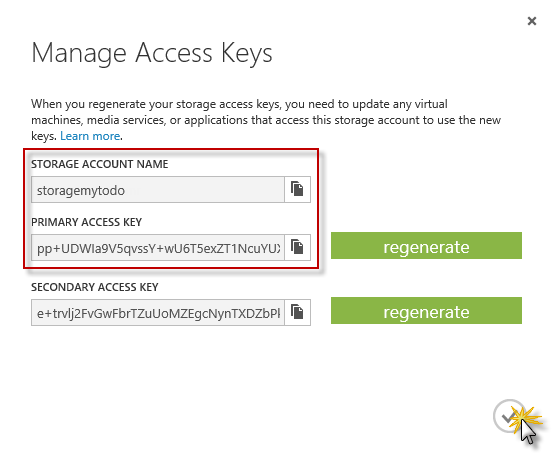 Manage Access Keys
When you regenerate your storage access keys, you need to update any virtual
machines, media services, or applications that access this storage account to use the new
keys. Learn more.
STORAGE ACCOUNT NAME
storagemytodo
PRIMARY ACCESS KEY
pp+UDWIa9V5qvssY+wU6T5exZT1NcuYUX
regenerate
SECONDARY ACCESS KEY
e+trvlj2FvGwFbrTZuUoMZEgcNynTXDZbPl
regenerate